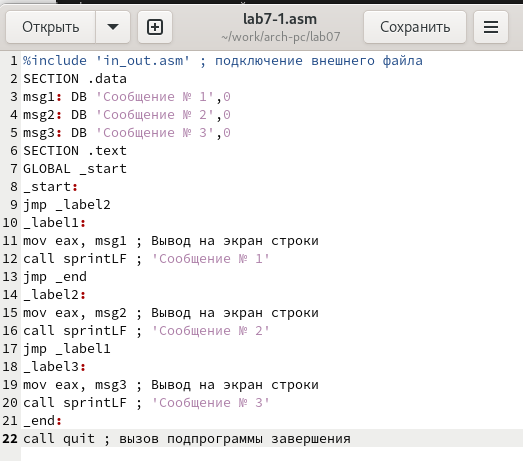 Открыть
lab7-1.asm
~/work/arch-pc/lab07
Сохранить
1 %include 'in_out.asm' ; подключение внешнего файла
2 SECTION .data
3 msg1: DB 'Сообщение № 1',0
4 msg2: DB 'Сообщение № 2',0
5 msg3: DB 'Сообщение № 3',0
6 SECTION .text
7 GLOBAL _start
8 _start:
9 jmp _label2
10 _label1:
11 mov eax, msg1 ; Вывод на экран строки
12 call sprintLF ; 'Сообщение № 1'
13 jmp _end
14 _label2:
15 mov eax, msg2 ; Вывод на экран строки
16 call sprintLF ; 'Сообщение № 2'
17 jmp _label1
18 _label3:
19 mov eax, msg3 ; Вывод на экран строки
20 call sprintLF ; 'Сообщение № 3'
21 _end:
22 call quit ; вызов подпрограммы завершения